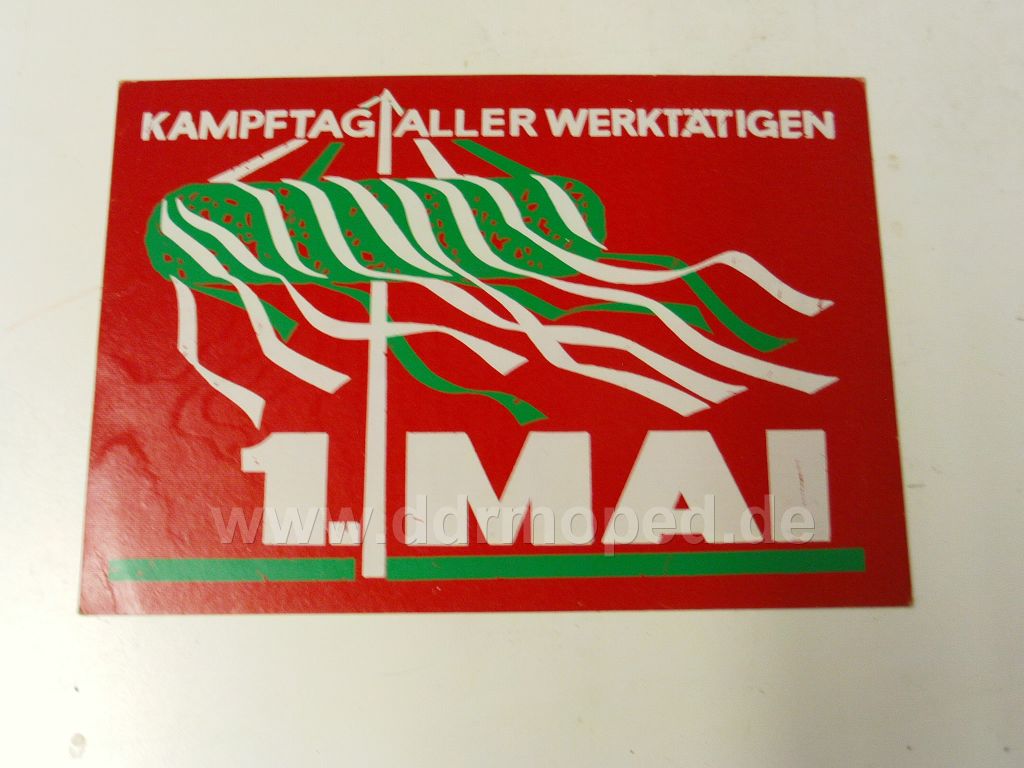 KAMPFTAG ALLER WERKTÄTIGEN
1. MAI
www.ddrmoped.de